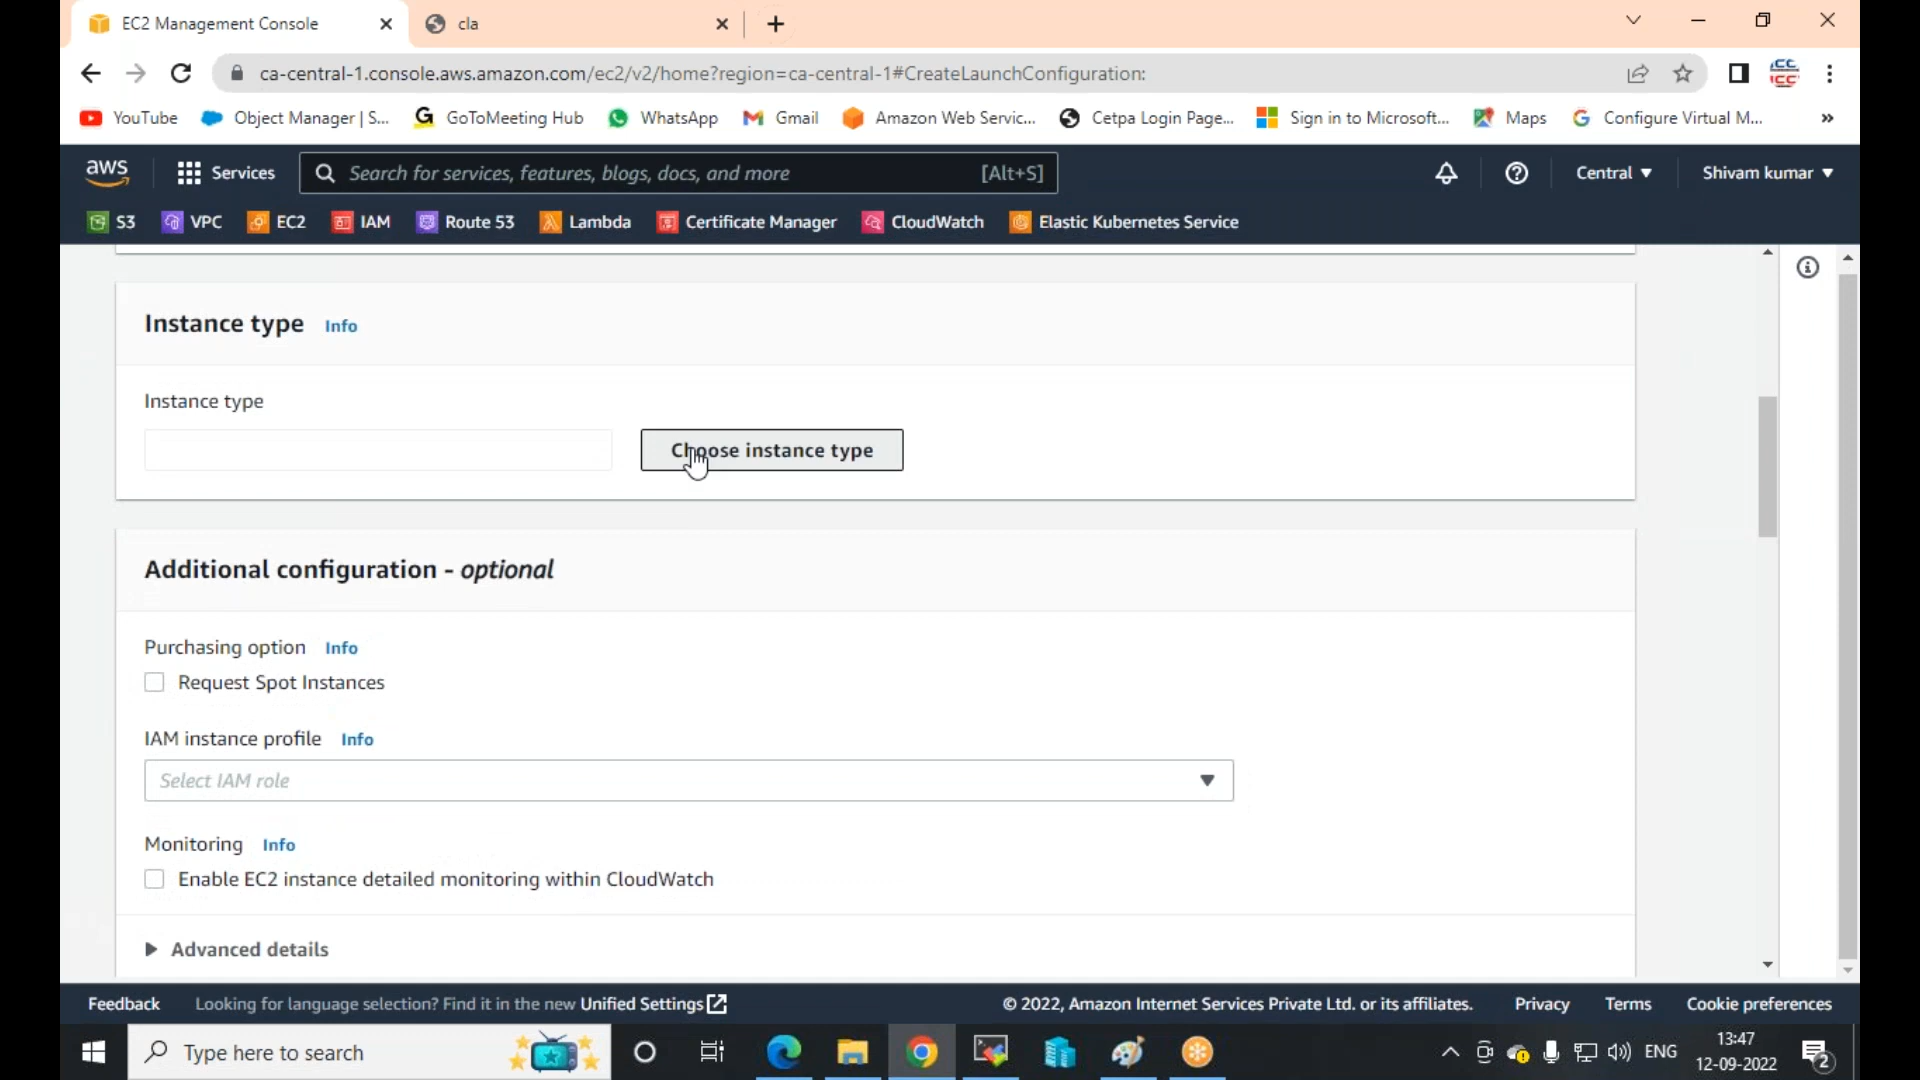 EC2 Management Console
cla
ca-central-1.console.aws.amazon.com/ec2/v2/home?region=ca-central-1#CreateLaunchConfiguration:
YouTube Object Manager | S... GoToMeeting Hub WhatsApp Gmail Amazon Web Servic... Cetpa Login Page... Sign in to Microsoft... Maps Configure Virtual M... »
aws Services Search for services, features, blogs, docs, and more [Alt+S] Central Shivam kumar
S3 VPC EC2 IAM Route 53 Lambda Certificate Manager CloudWatch Elastic Kubernetes Service
Instance type Info
Instance type
Choose instance type
Additional configuration - optional
Purchasing option Info
Request Spot Instances
IAM instance profile Info
Select IAM role
Monitoring Info
Enable EC2 instance detailed monitoring within CloudWatch
Advanced details
Feedback Looking for language selection? Find it in the new Unified Settings © 2022, Amazon Internet Services Private Ltd. or its affiliates. Privacy Terms Cookie preferences
Type here to search
ENG
13:47
12-09-2022
2